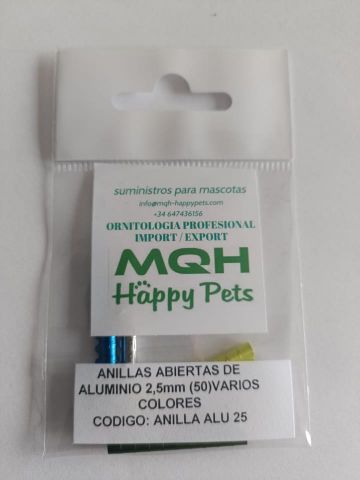 suministros para mascotas
info@mqh-happypets.com
+34 647436156
ORNITOLOGIA PROFESIONAL
IMPORT / EXPORT
MQH
Happy Pets
ANILLAS ABIERTAS DE
ALUMINIO 2,5mm (50)VARIOS
COLORES
CODIGO: ANILLA ALU 25